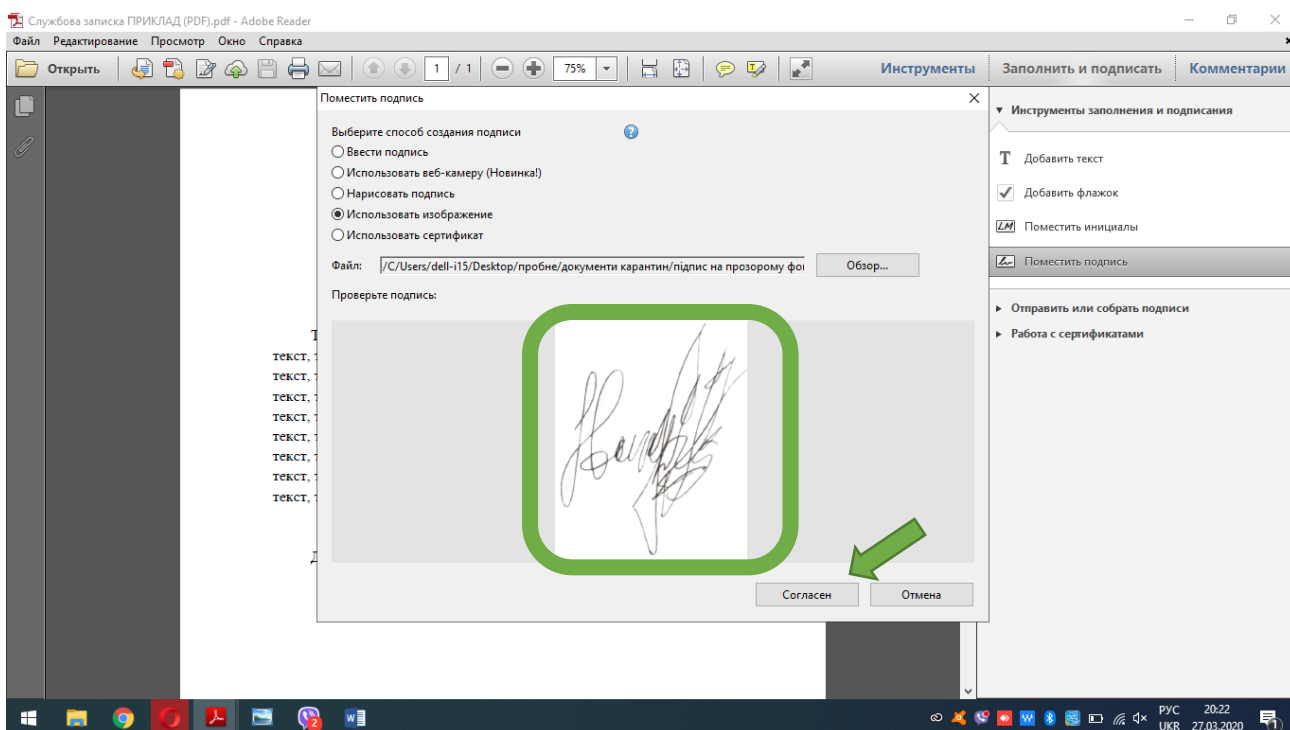 Службова записка ПРИКЛАД (PDF).pdf - Adobe Reader
Файл Редактирование Просмотр Окно Справка
Открыть 1 / 1 75% Инструменты Заполнить и подписать Комментарии
Поместить подпись
Выберите способ создания подписи
Ввести подпись
Использовать веб-камеру (Новинка!)
Нарисовать подпись
Использовать изображение
Использовать сертификат
Файл: /C/Users/dell-i15/Desktop/пробне/документи карантин/підпис на прозорому фо Обзор...
Проверьте подпись:
Согласен Отмена
Т
текст, т
текст, т
текст, т
текст, т
текст, т
текст, т
текст, т
текст, т
Д
Инструменты заполнения и подписания
T Добавить текст
Добавить флажок
LM Поместить инициалы
Поместить подпись
Отправить или собрать подписи
Работа с сертификатами
2 W РУС 20:22
UKR 27.03.2020 1